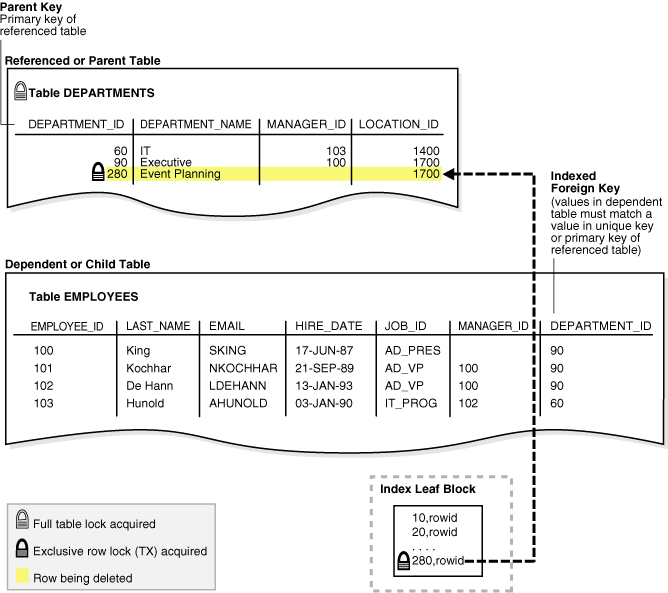 Parent Key
Primary key of
referenced table
Referenced or Parent Table
Table DEPARTMENTS
DEPARTMENT_ID DEPARTMENT_NAME MANAGER_ID LOCATION_ID
60 IT 103 1400
90 Executive 100 1700
280 Event Planning 1700
Indexed
Foreign Key
(values in dependent
table must match a
value in unique key
or primary key of
referenced table)
Dependent or Child Table
Table EMPLOYEES
EMPLOYEE_ID LAST_NAME EMAIL HIRE_DATE JOB_ID MANAGER_ID DEPARTMENT_ID
100 King SKING 17-JUN-87 AD_PRES 90
101 Kochhar NKOCHHAR 21-SEP-89 AD_VP 100 90
102 De Hann LDEHANN 13-JAN-93 AD_VP 100 90
103 Hunold AHUNOLD 03-JAN-90 IT_PROG 102 60
Index Leaf Block
10,rowid
20,rowid
. . . .
280,rowid
Full table lock acquired
Exclusive row lock (TX) acquired
Row being deleted